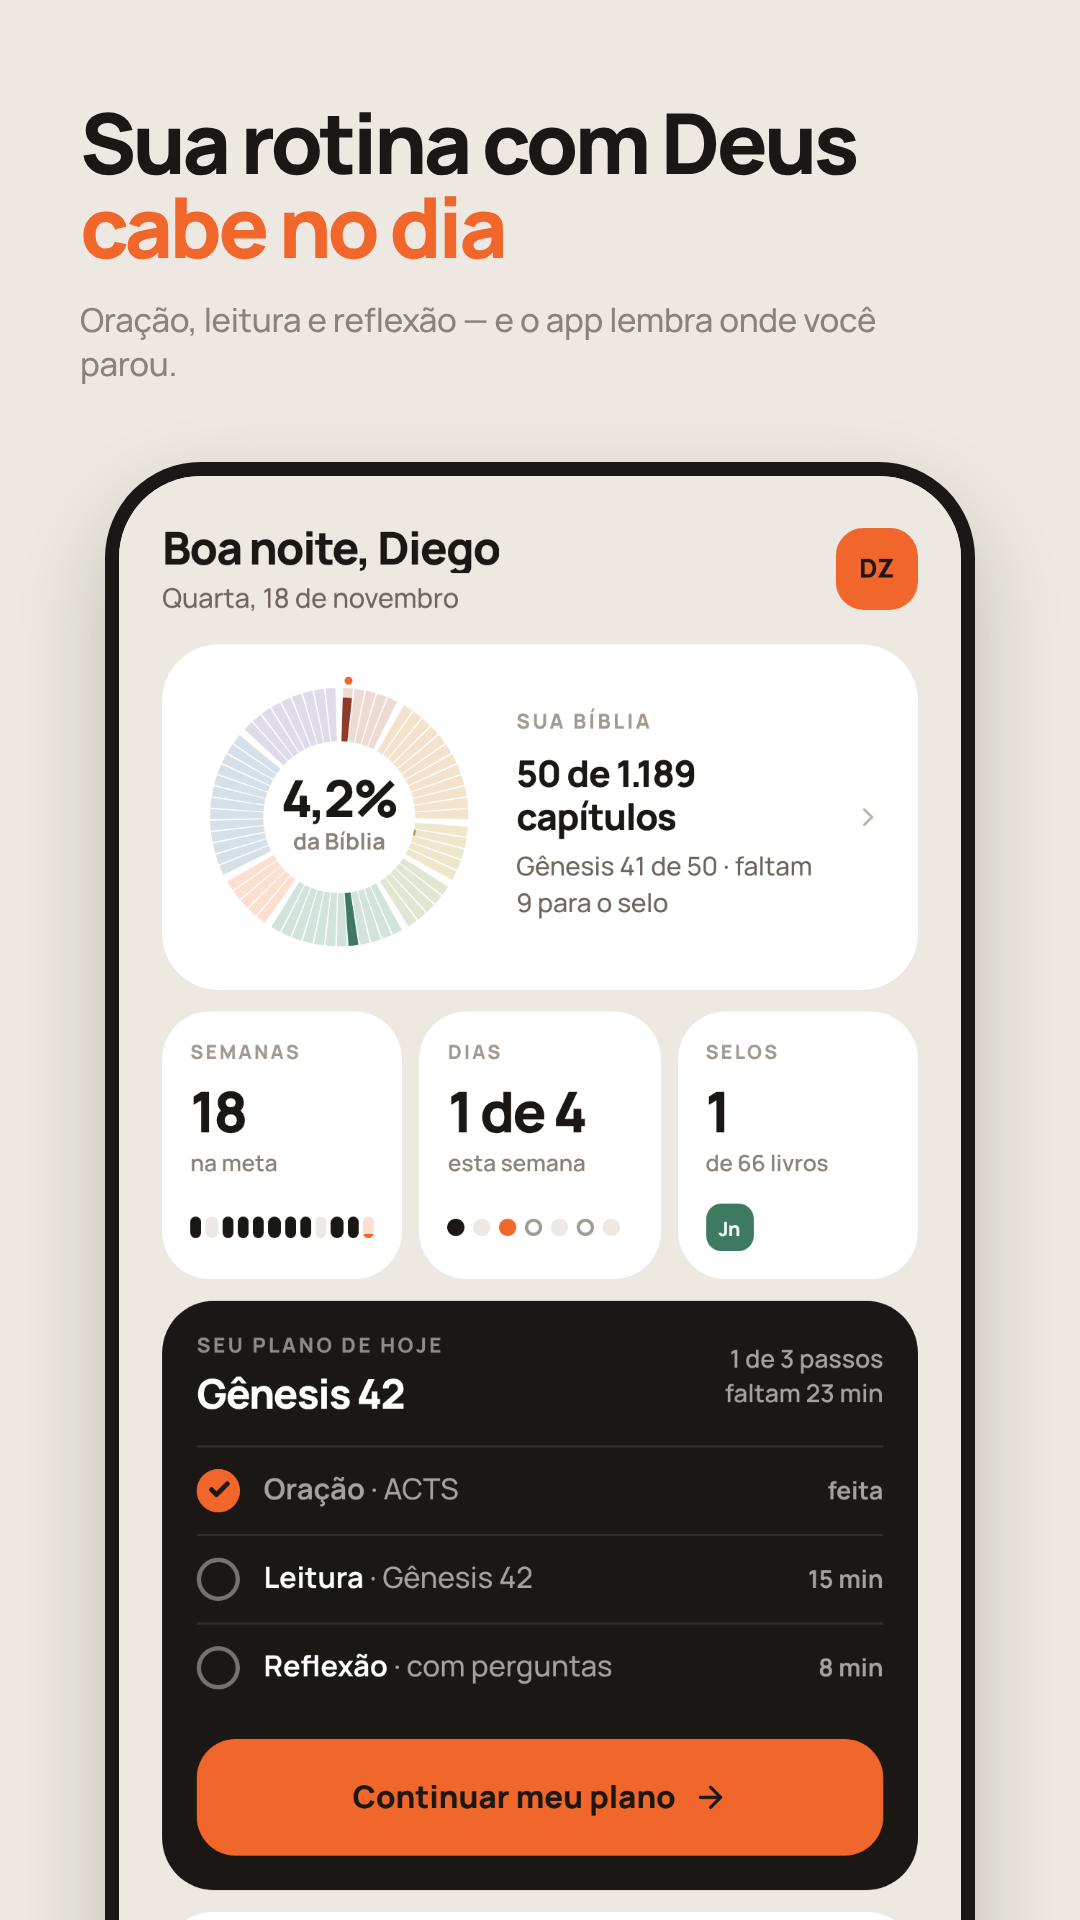 Sua rotina com Deus
cabe no dia
Oração, leitura e reflexão — e o app lembra onde você
parou.
Boa noite, Diego
Quarta, 18 de novembro
DZ
4,2%
da Bíblia
SUA BÍBLIA
50 de 1.189
capítulos
Gênesis 41 de 50 · faltam
9 para o selo
SEMANAS
18
na meta
DIAS
1 de 4
esta semana
SELOS
1
de 66 livros
Jn
SEU PLANO DE HOJE
Gênesis 42
1 de 3 passos
faltam 23 min
Oração · ACTS
feita
Leitura · Gênesis 42
15 min
Reflexão · com perguntas
8 min
Continuar meu plano →